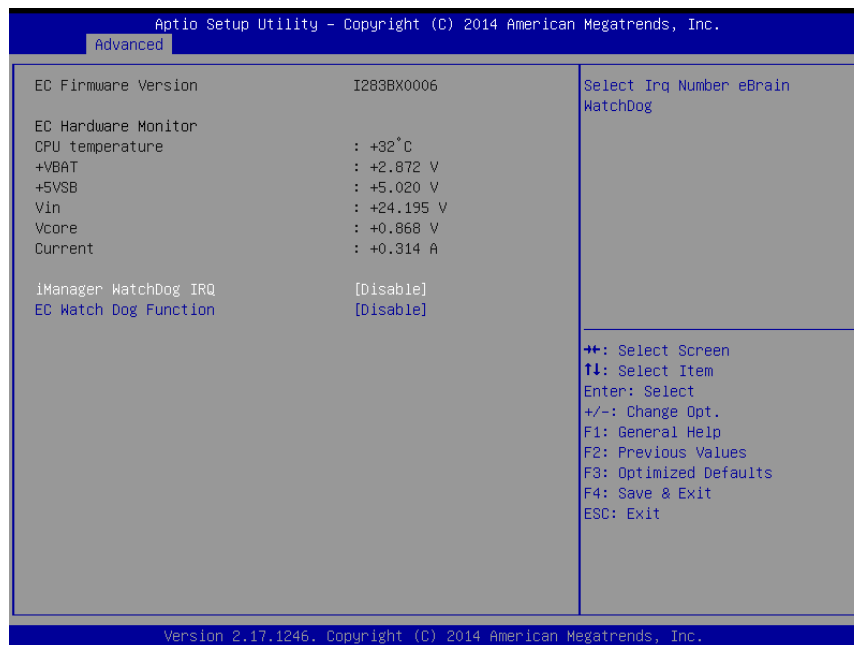 Aptio Setup Utility – Copyright (C) 2014 American Megatrends, Inc.
Advanced
EC Firmware Version I283BX0006
EC Hardware Monitor
CPU temperature : +32°C
+VBAT : +2.872 V
+5VSB : +5.020 V
Vin : +24.195 V
Vcore : +0.868 V
Current : +0.314 A
iManager WatchDog IRQ [Disable]
EC Watch Dog Function [Disable]
Select Irq Number eBrain
WatchDog
→←: Select Screen
↑↓: Select Item
Enter: Select
+/-: Change Opt.
F1: General Help
F2: Previous Values
F3: Optimized Defaults
F4: Save & Exit
ESC: Exit
Version 2.17.1246. Copyright (C) 2014 American Megatrends, Inc.